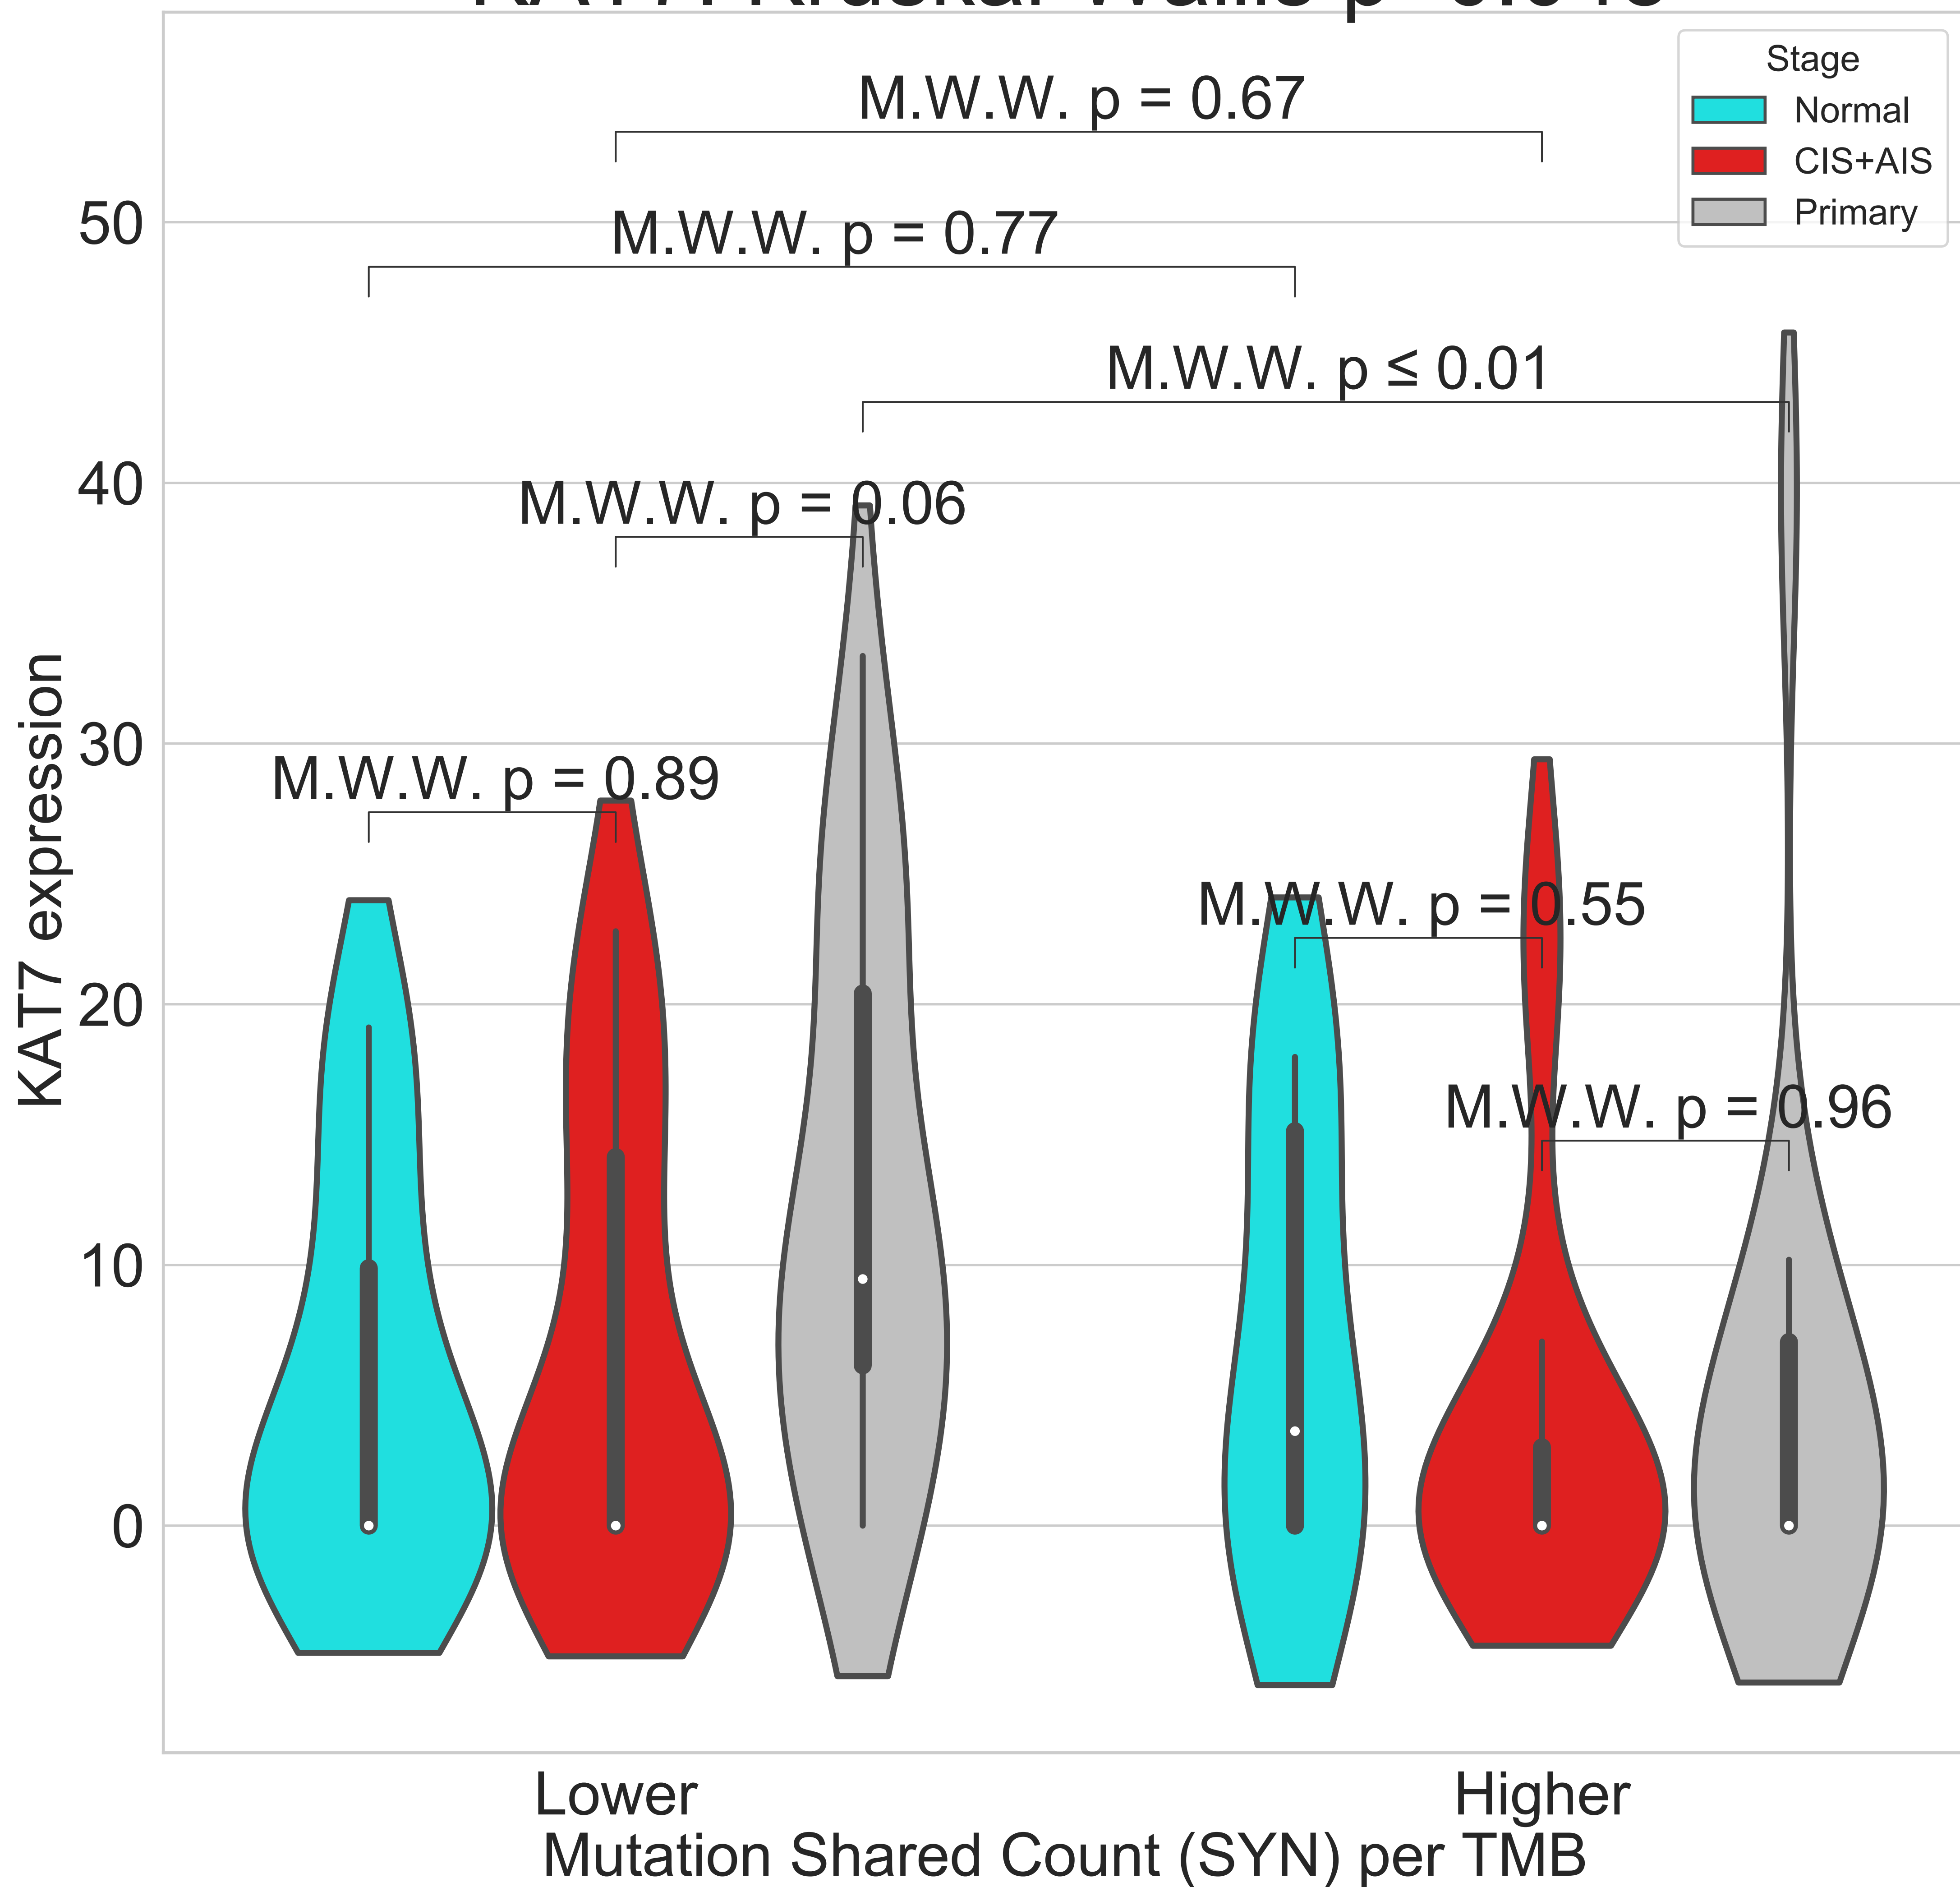 Stage
Normal
CIS+AIS
Primary
M.W.W. p = 0.67
M.W.W. p = 0.77
M.W.W. p ≤ 0.01
M.W.W. p = 0.06
M.W.W. p = 0.89
M.W.W. p = 0.55
M.W.W. p = 0.96
50
40
30
20
10
0
KAT7 expression
Lower
Higher
Mutation Shared Count (SYN) per TMB